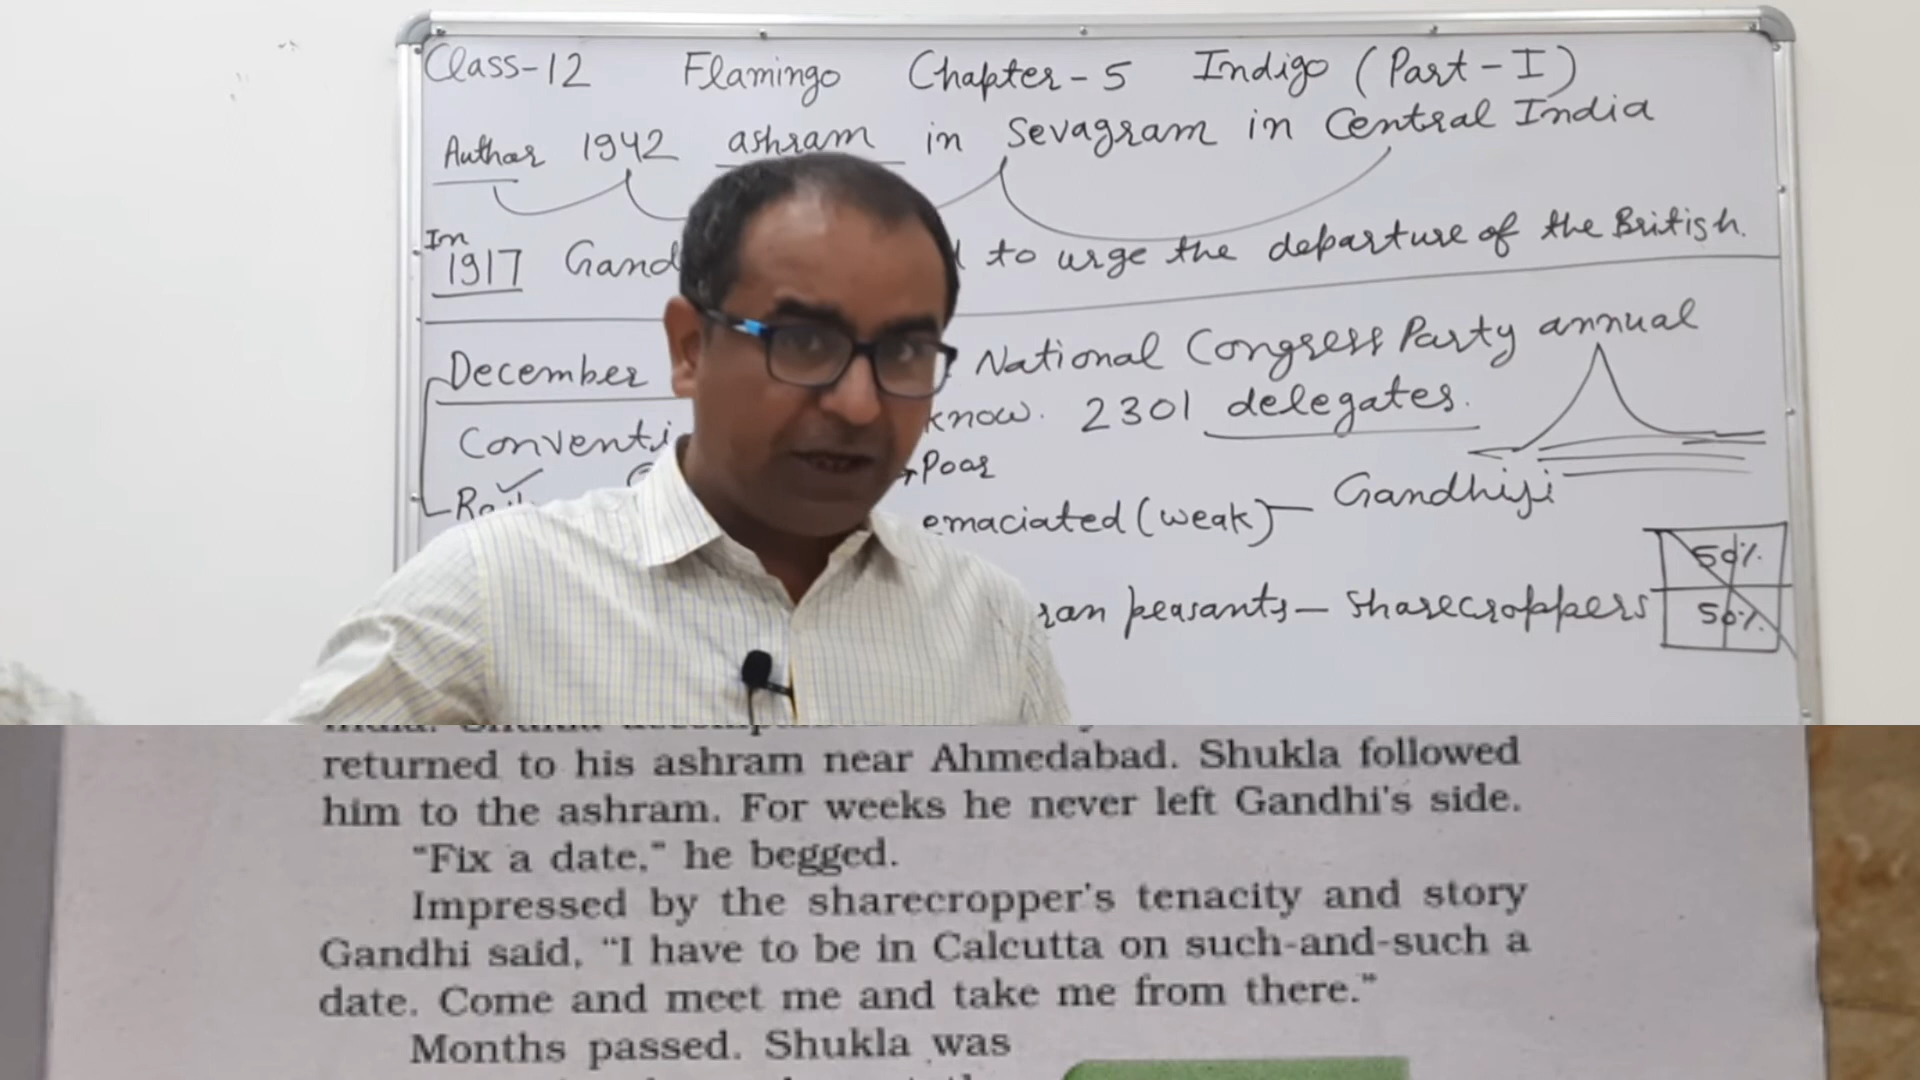 Class-12 Flamingo Chapter-5 Indigo (Part-I)
Author 1942 ashram in Sevagram in Central India
In 1917 Gand to urge the departure of the British.
December National Congress Party annual
Conventi know. 2301 delegates.
Poor
emaciated (weak) Gandhiji
50%
ran peasants - sharecroppers
50%
returned to his ashram near Ahmedabad. Shukla followed
him to the ashram. For weeks he never left Gandhi's side.
"Fix a date," he begged.
Impressed by the sharecropper's tenacity and story
Gandhi said, "I have to be in Calcutta on such-and-such a
date. Come and meet me and take me from there."
Months passed. Shukla was